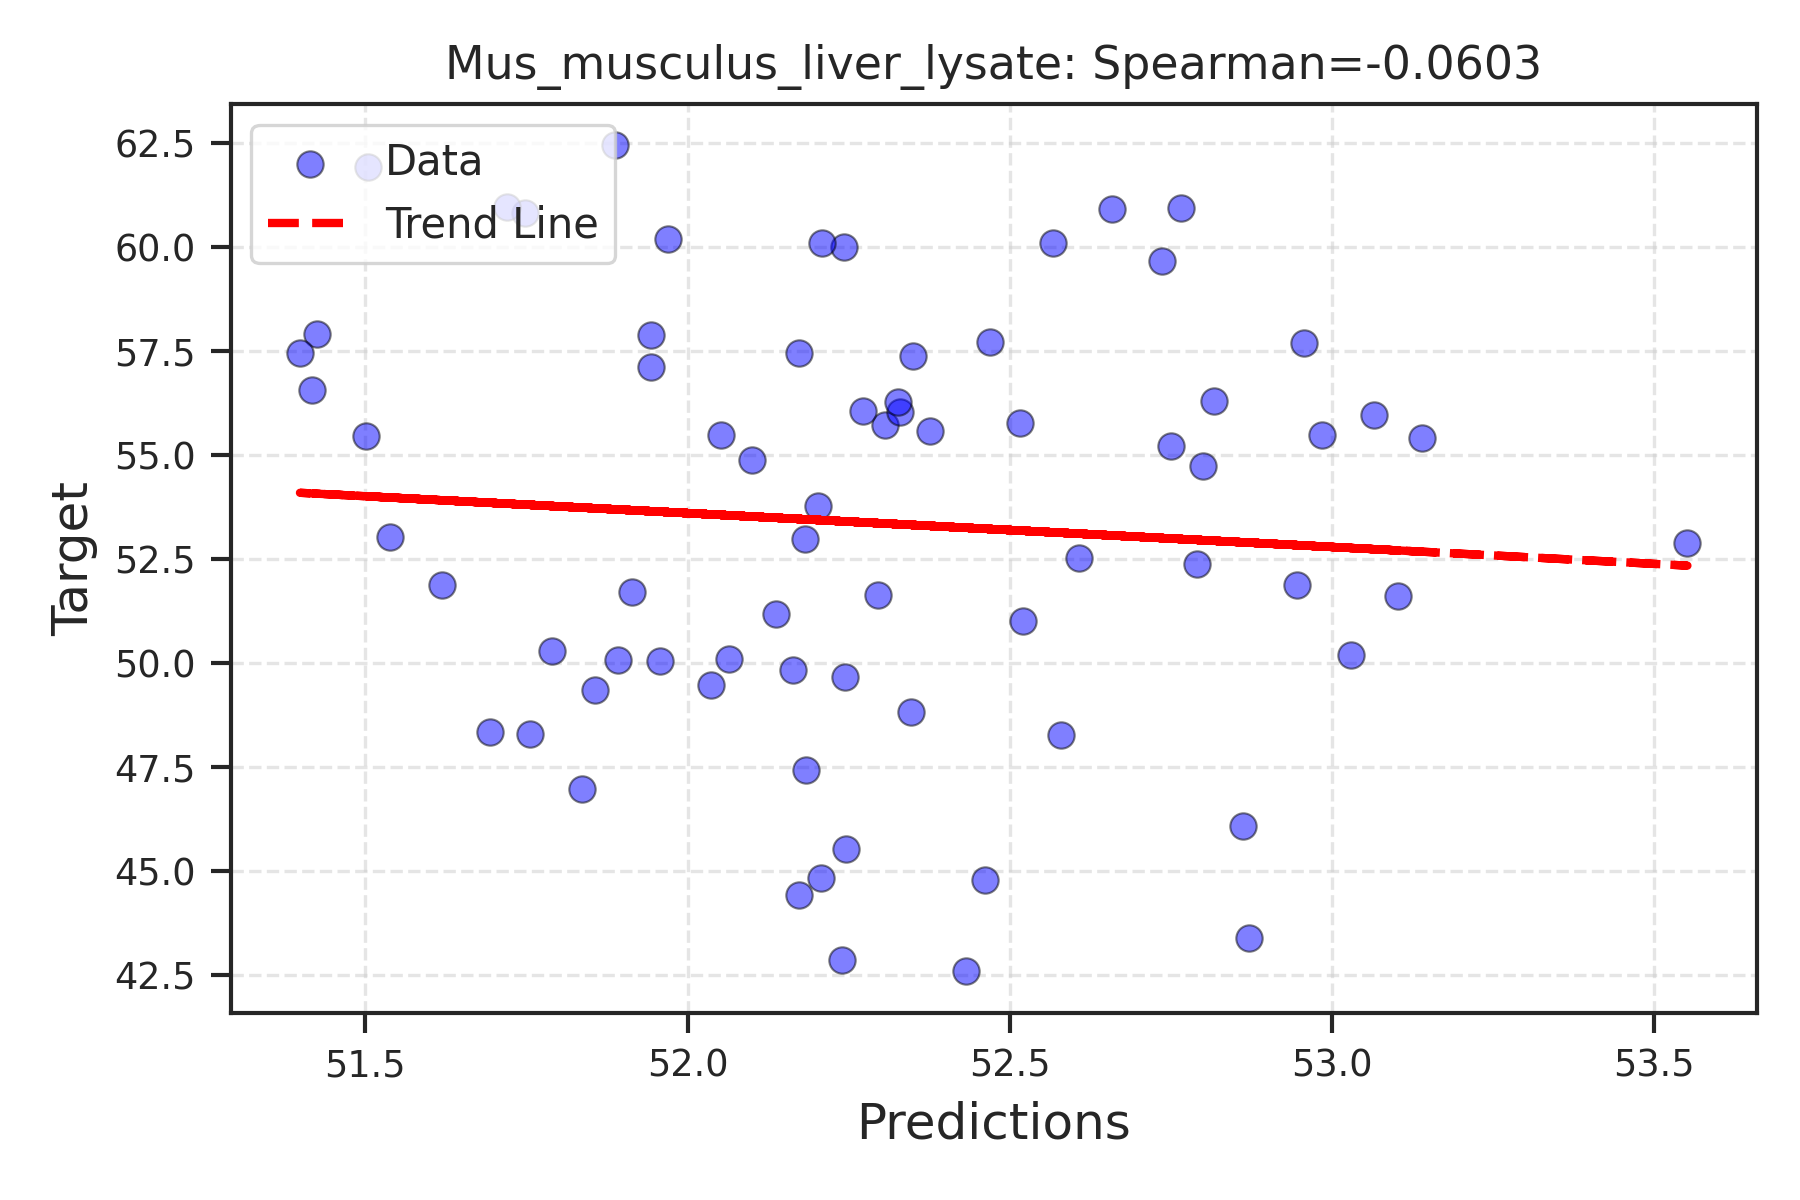 Mus_musculus_liver_lysate: Spearman=-0.0603
Data
Trend Line
62.5
60.0
57.5
55.0
52.5
50.0
47.5
45.0
42.5
Target
51.5 52.0 52.5 53.0 53.5
Predictions